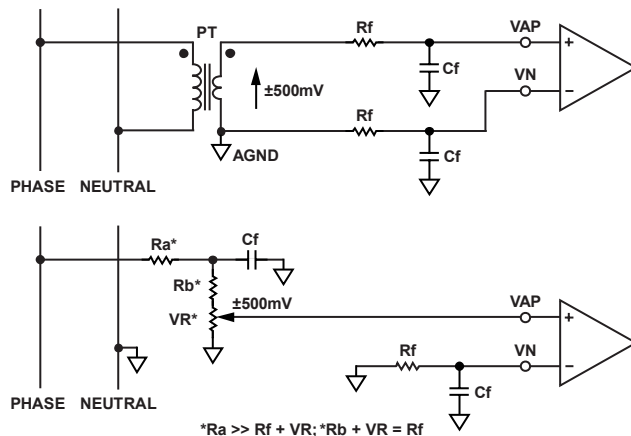 PT
Rf
VAP
Cf
±500mV
VN
Rf
AGND
Cf
PHASE NEUTRAL
Ra*
Cf
Rb*
±500mV
VAP
VR*
Rf
VN
Cf
PHASE NEUTRAL
*Ra >> Rf + VR; *Rb + VR = Rf